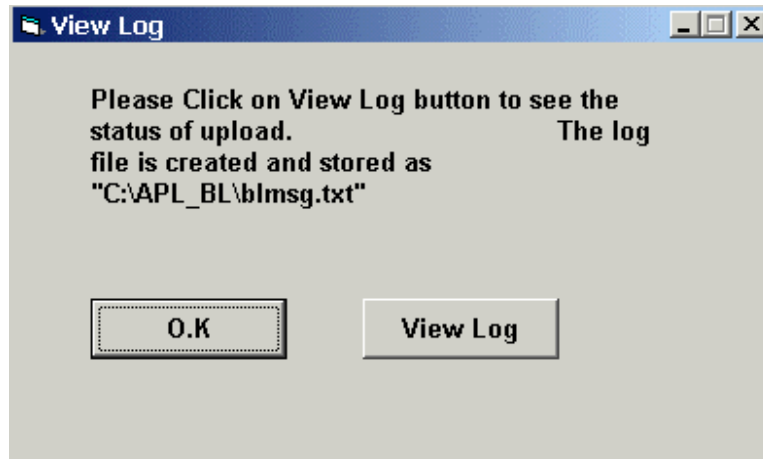 View Log
Please Click on View Log button to see the
status of upload. The log
file is created and stored as
"C:\APL_BL\blmsg.txt"
O.K
View Log